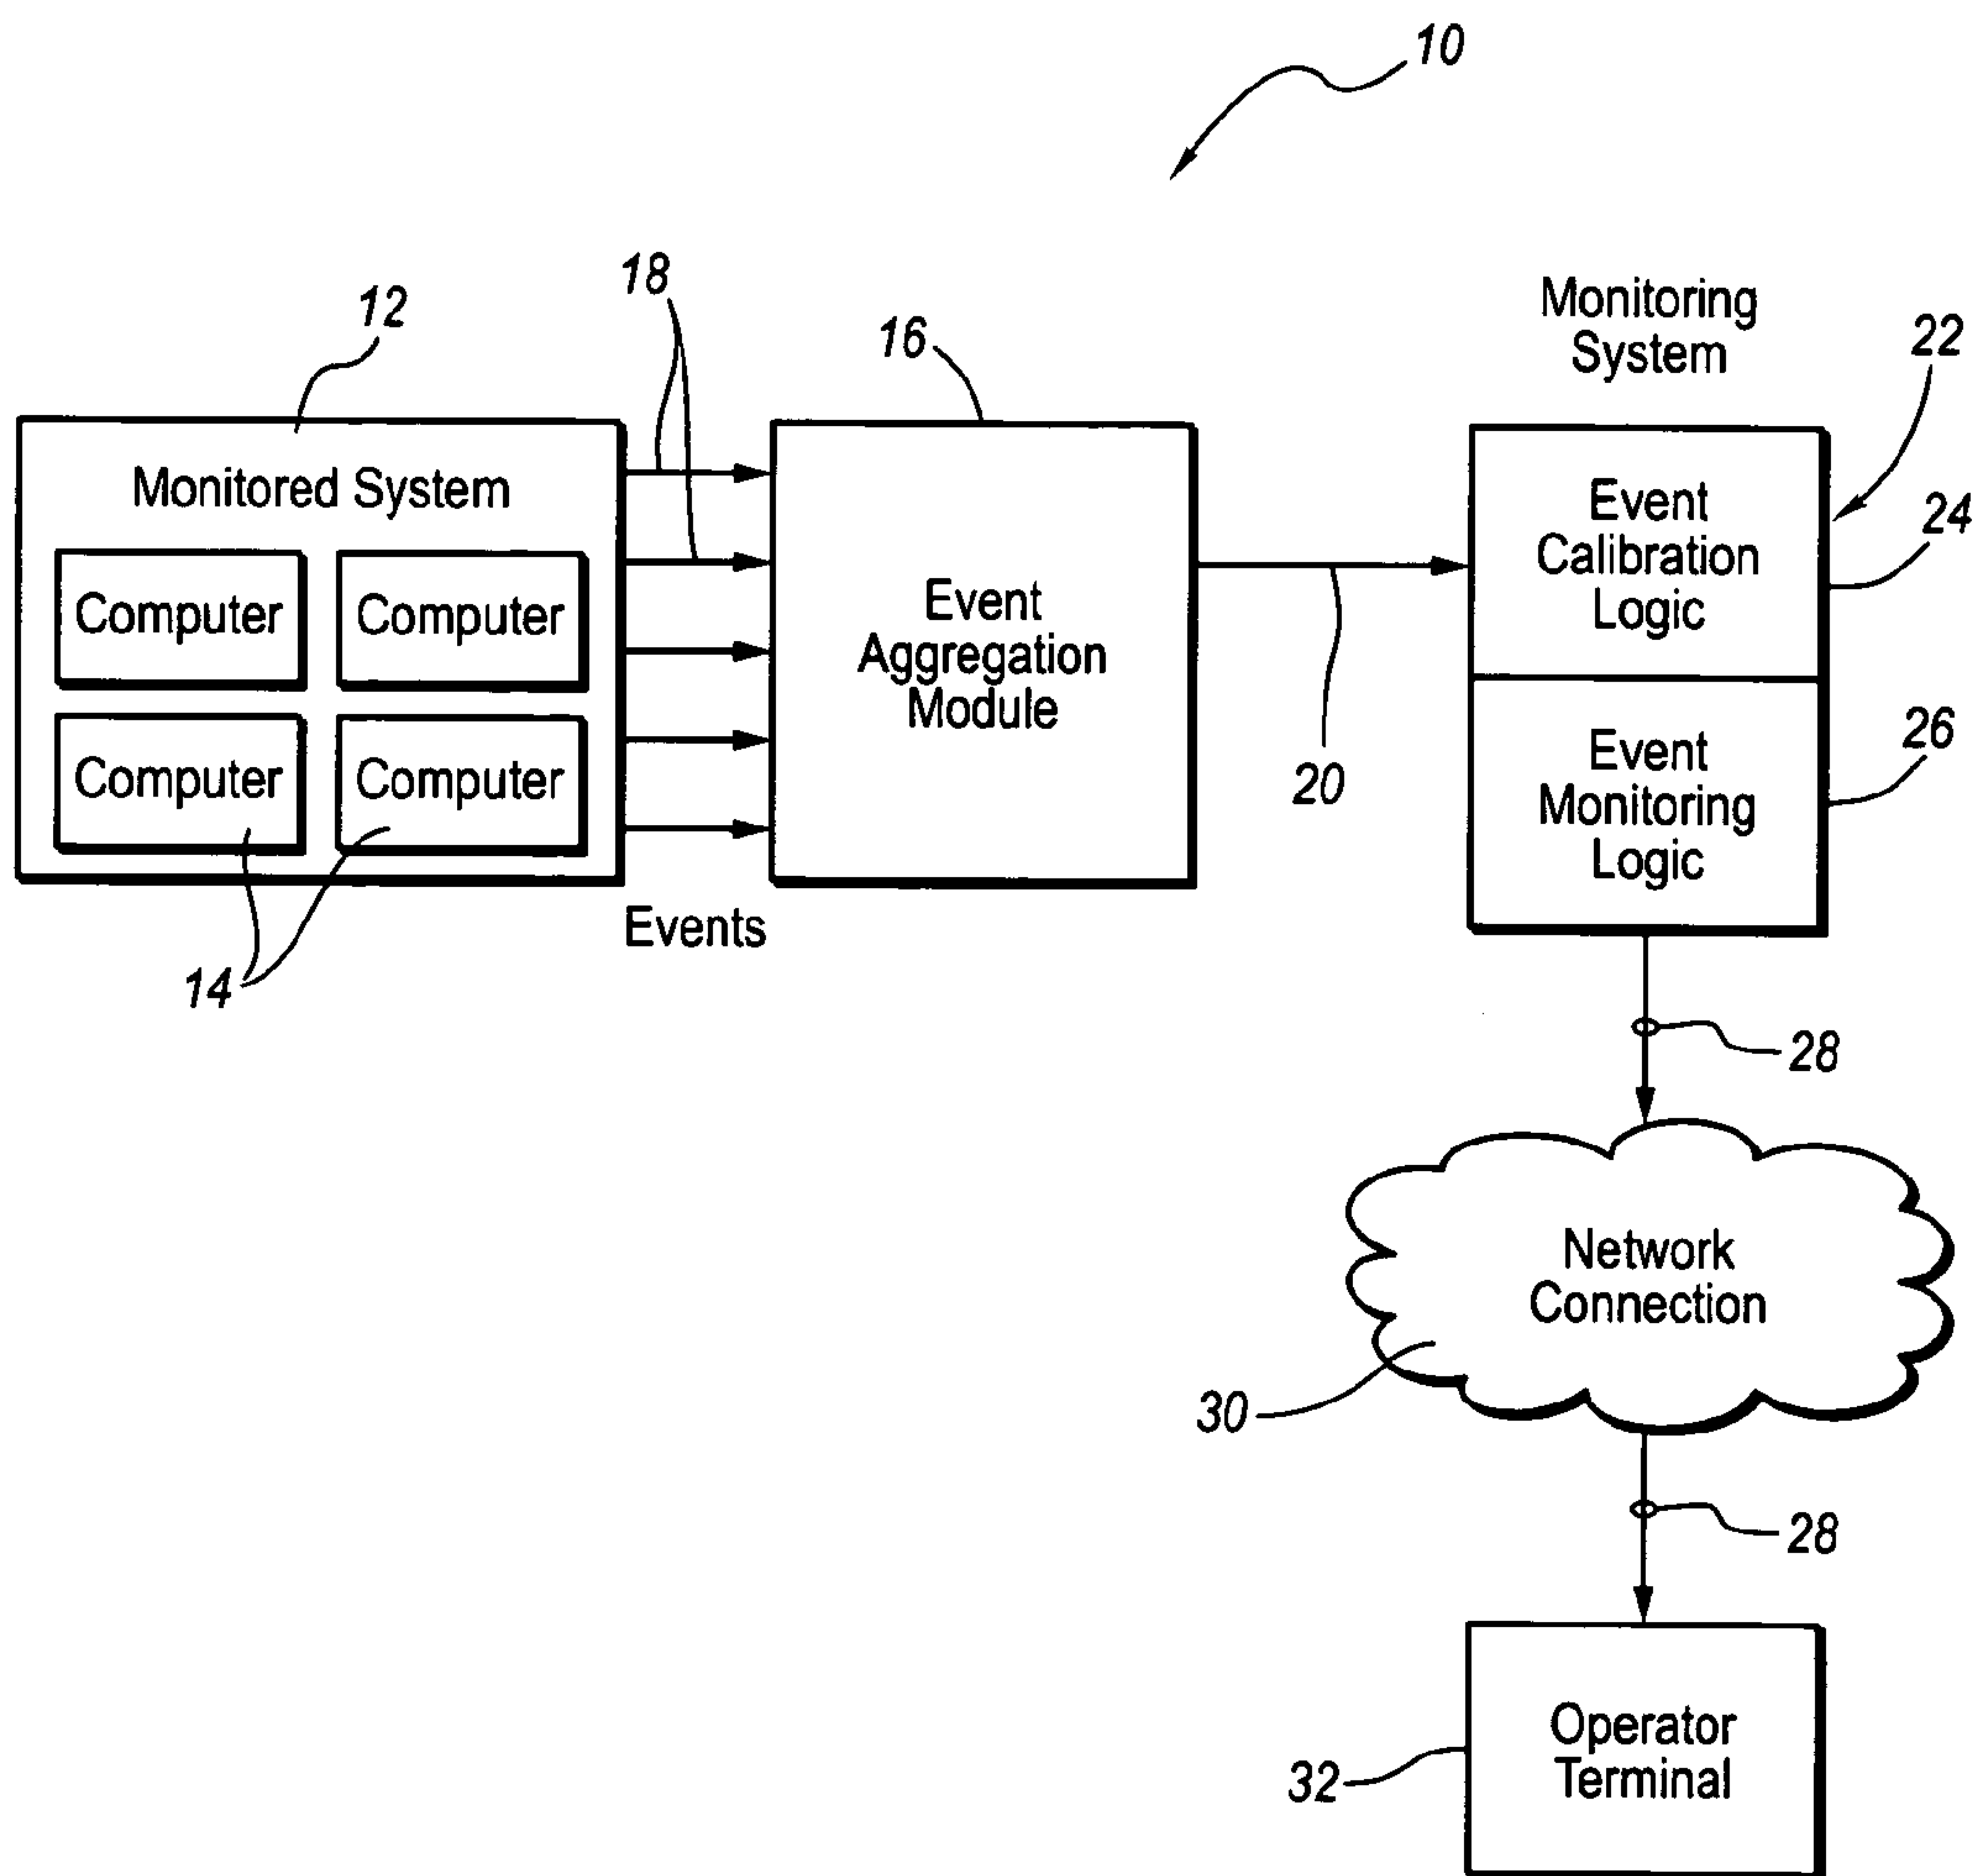 10
18
12
16
Monitoring
System
22
Monitored System
Event
Calibration
Logic
24
Computer
Computer
Event
Aggregation
Module
20
Computer
Computer
Event
Monitoring
Logic
26
Events
14
28
Network
Connection
30
28
Operator
Terminal
32